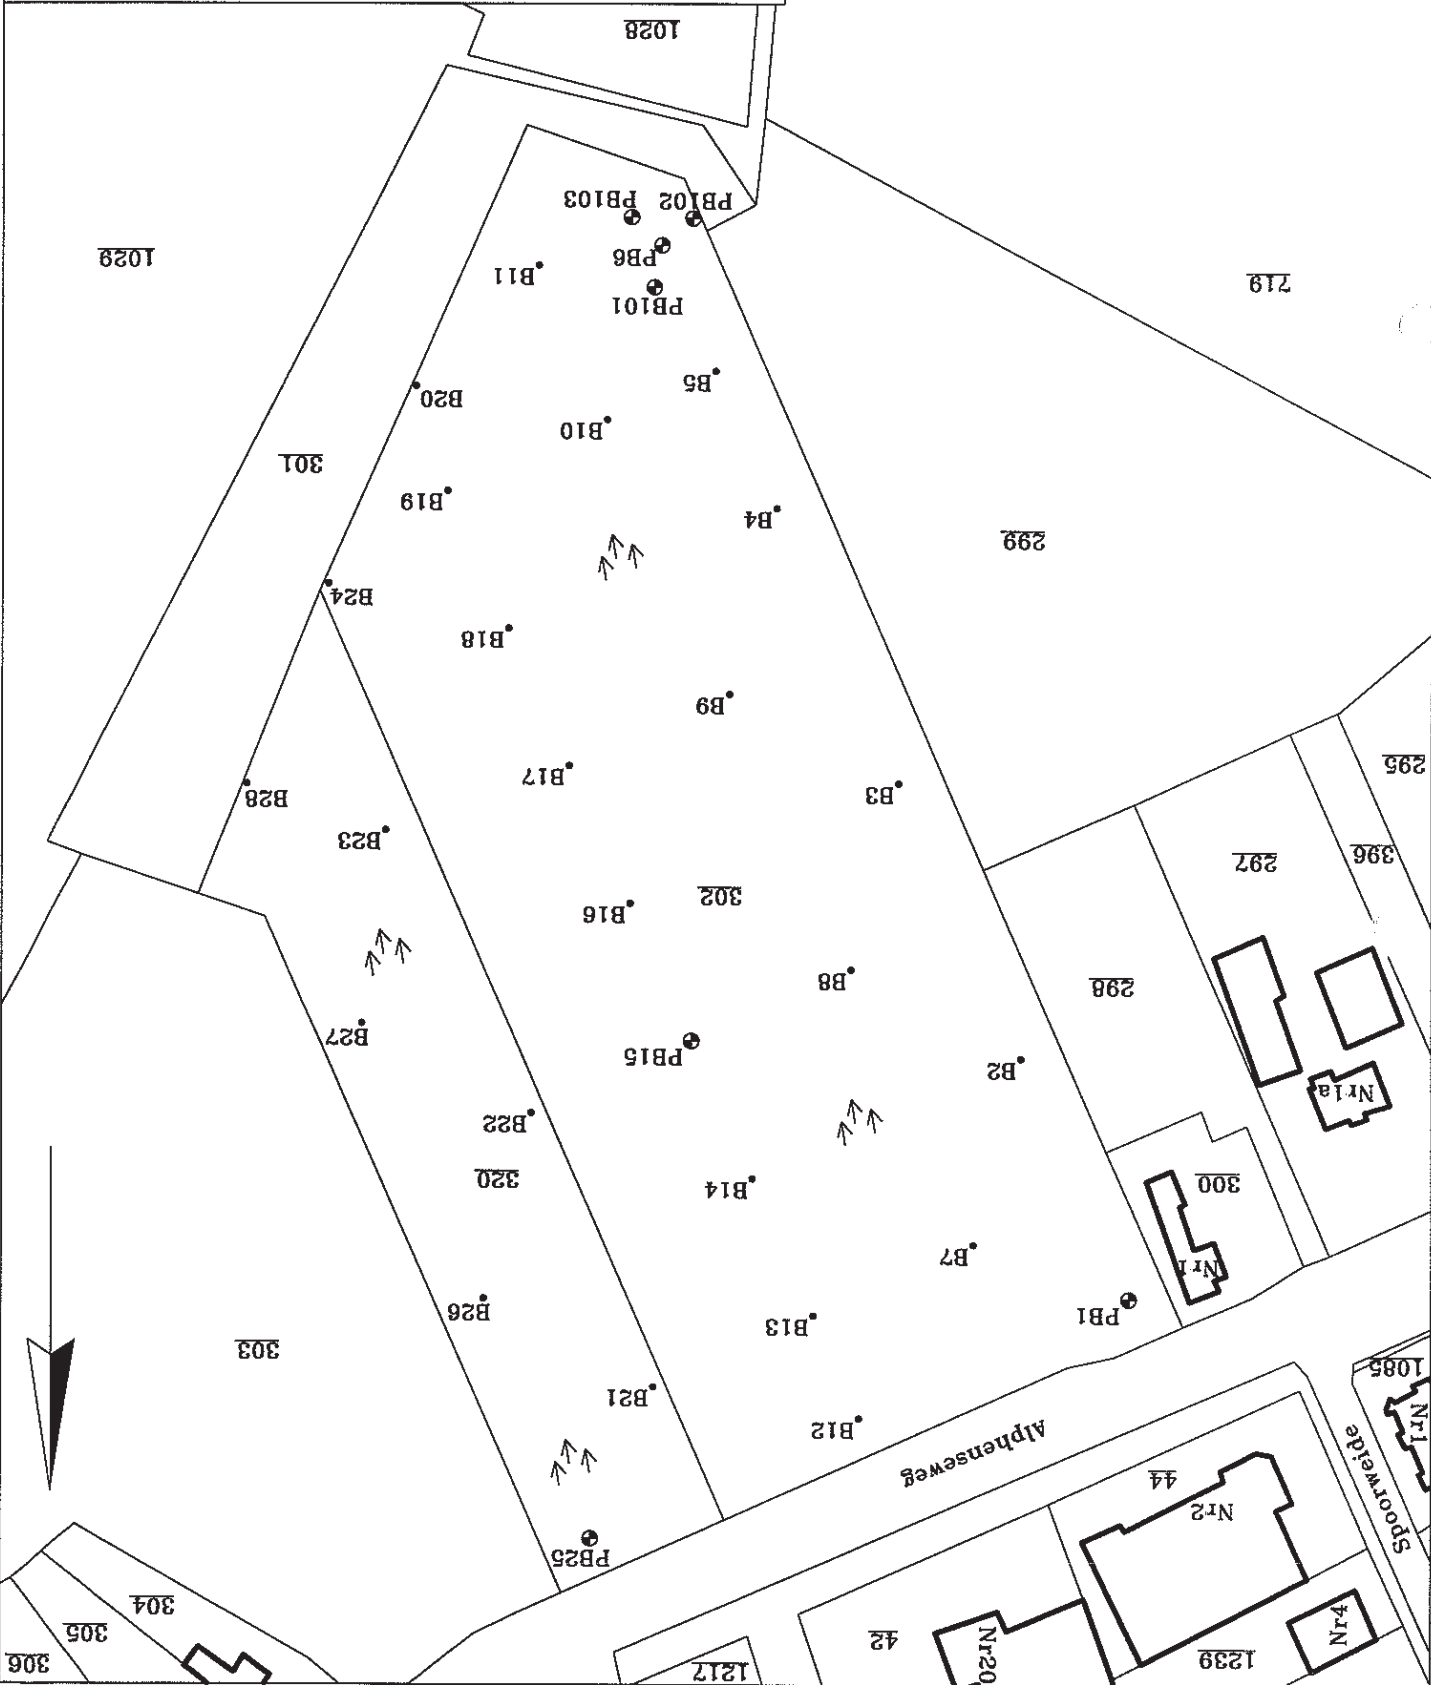 1028
PB103
PB102
PB6
PB101
B11
1029
719
B5
B20
B10
301
B19
B4
299
B24
B18
B9
B17
B3
B28
B23
295
396
297
302
B16
B8
298
B27
PB15
B2
Nr1a
B22
320
B14
300
B7
Nr1
B26
PB1
B13
303
1085
B21
Nr1
B12
Alphenseweg
Spoorweide
44
Nr2
PB25
304
305
306
1217
42
Nr20
1239
Nr4